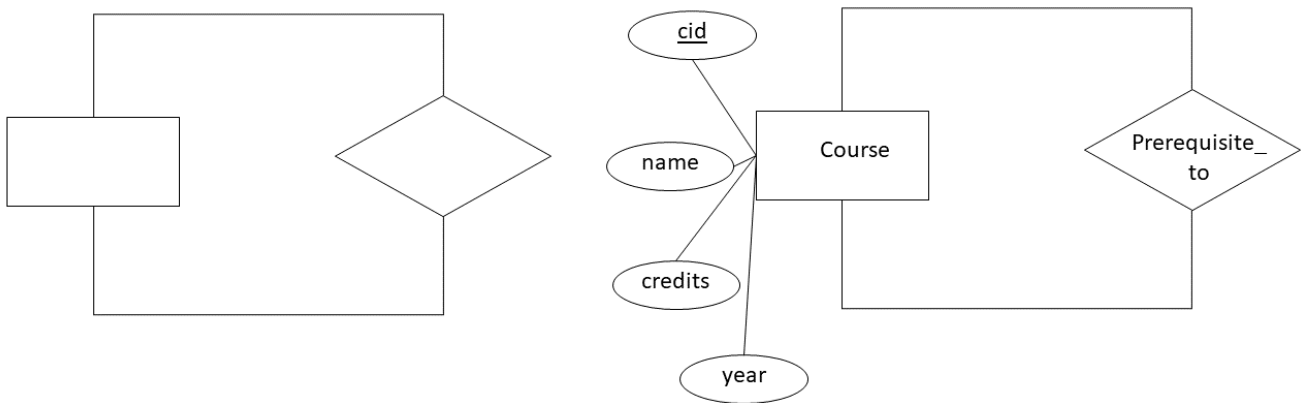 cid
name
Course
Prerequisite_
to
credits
year